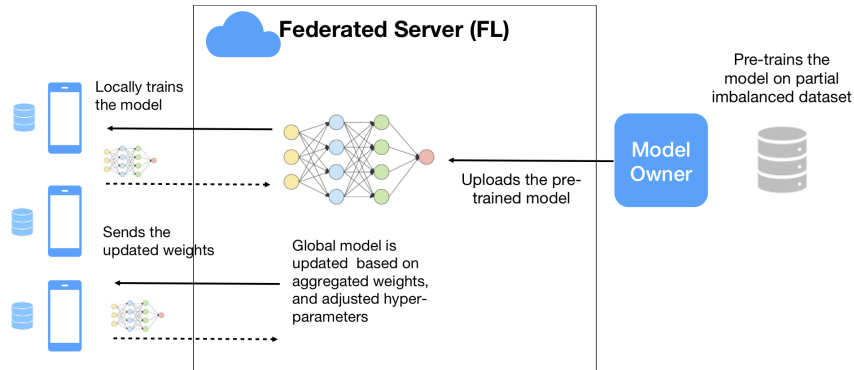 Federated Server (FL)
Locally trains
the model
Pre-trains the
model on partial
imbalanced dataset
Model
Owner
Uploads the pre-
trained model
Sends the
updated weights
Global model is
updated based on
aggregated weights,
and adjusted hyper-
parameters